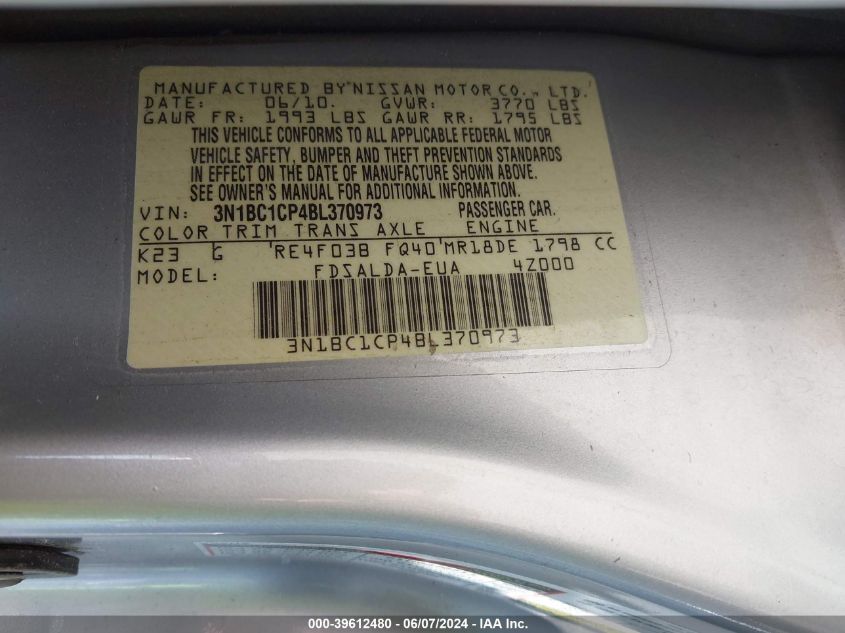 MANUFACTURED BY NISSAN MOTOR CO., LTD.
DATE: 06/10. GVWR: 3770 LBS
GAWR FR: 1993 LBS GAWR RR: 1795 LBS
THIS VEHICLE CONFORMS TO ALL APPLICABLE FEDERAL MOTOR
VEHICLE SAFETY, BUMPER AND THEFT PREVENTION STANDARDS
IN EFFECT ON THE DATE OF MANUFACTURE SHOWN ABOVE.
SEE OWNER'S MANUAL FOR ADDITIONAL INFORMATION.
VIN: 3N1BC1CP4BL370973 PASSENGER CAR.
COLOR TRIM TRANS AXLE ENGINE
K23 G RE4F03B FQ40 MR18DE 1798 CC
MODEL: FDSALDA-EUA 4Z000
3N1BC1CP4BL370973
000-39612480 - 06/07/2024 - IAA Inc.